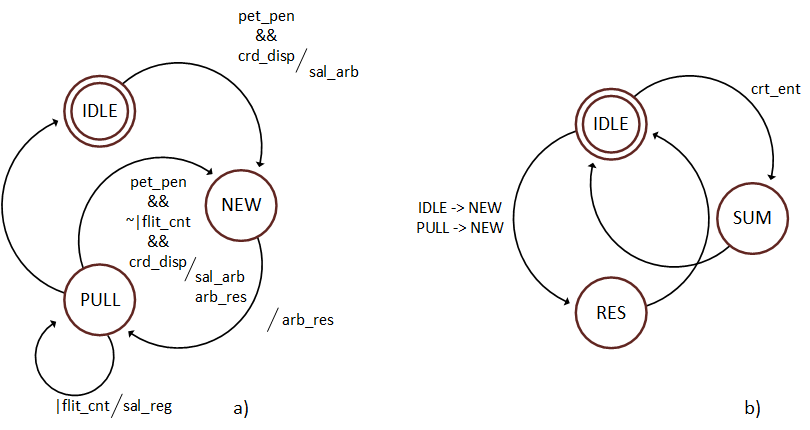 pet_pen
&&
crd_disp/
sal_arb
IDLE
NEW
pet_pen
&&
~|flit_cnt
&&
crd_disp/
sal_arb
arb_res
PULL
/arb_res
|flit_cnt/sal_reg
a)
IDLE
crt_ent
IDLE -> NEW
PULL -> NEW
SUM
RES
b)